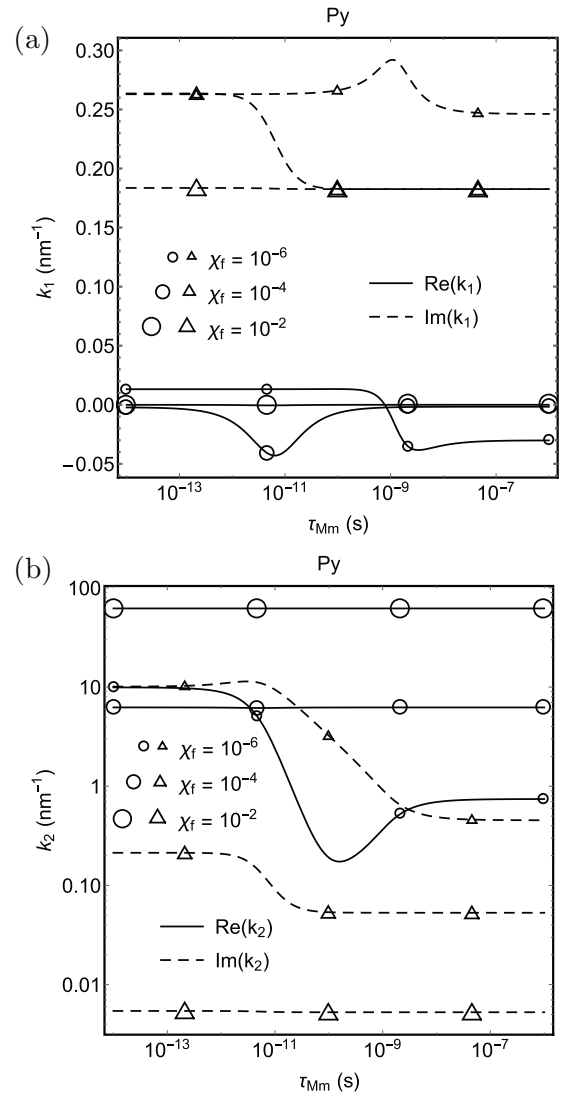 Py
(a)
0.30
0.25
0.20
0.15
0.10
0.05
0.00
−0.05
k₁ (nm⁻¹)
χf = 10⁻⁶
χf = 10⁻⁴
χf = 10⁻²
Re(k₁)
Im(k₁)
10⁻¹³ 10⁻¹¹ 10⁻⁹ 10⁻⁷
τMm (s)
(b)
Py
100
10
1
0.10
0.01
k₂ (nm⁻¹)
χf = 10⁻⁶
χf = 10⁻⁴
χf = 10⁻²
Re(k₂)
Im(k₂)
10⁻¹³ 10⁻¹¹ 10⁻⁹ 10⁻⁷
τMm (s)